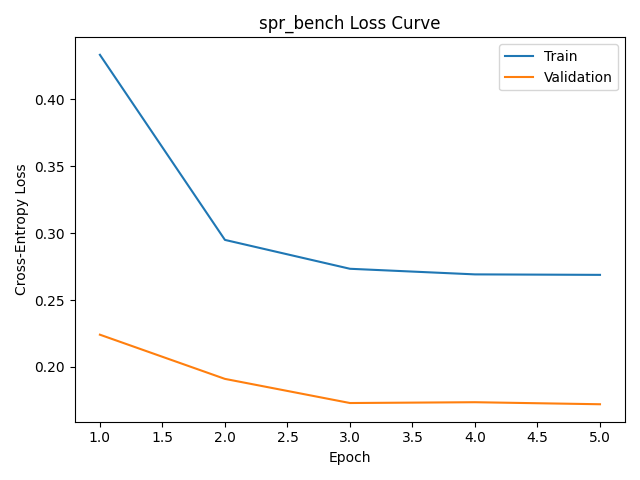 spr_bench Loss Curve
Train
Validation
Cross-Entropy Loss
0.40
0.35
0.30
0.25
0.20
1.0 1.5 2.0 2.5 3.0 3.5 4.0 4.5 5.0
Epoch